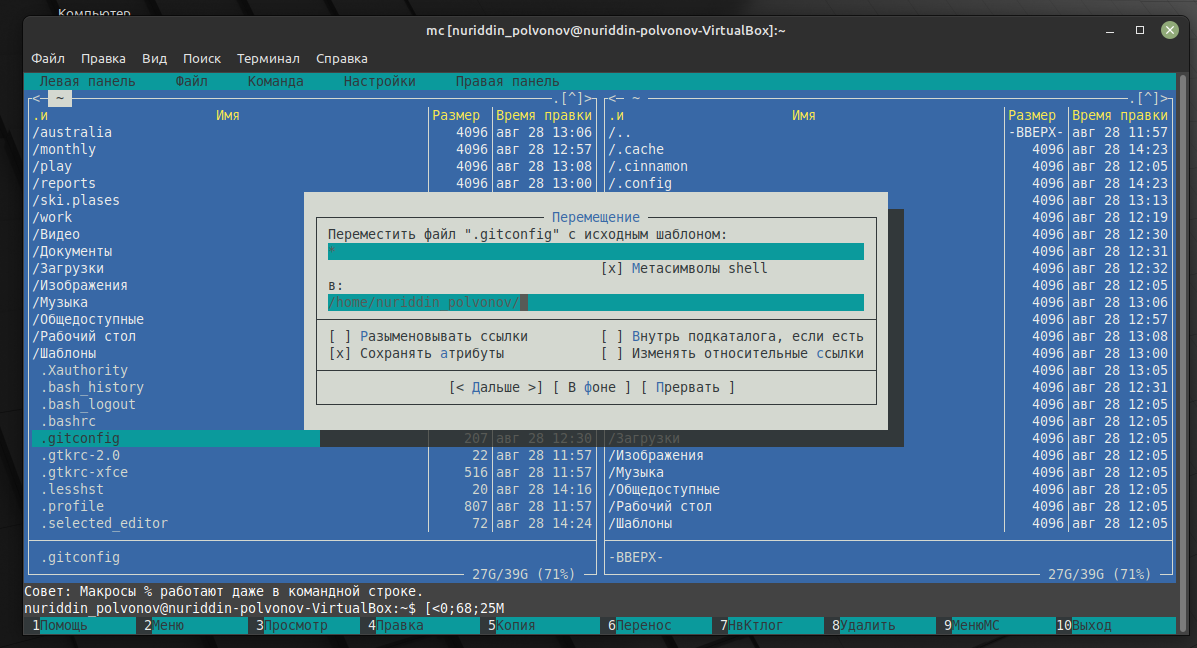 Компьютер
mc [nuriddin_polvonov@nuriddin-polvonov-VirtualBox]:~
Файл Правка Вид Поиск Терминал Справка
Левая панель Файл Команда Настройки Правая панель
<- ~ .[^]> <- ~ .[^]>
.и Имя Размер Время правки .и Имя Размер Время правки
/australia 4096 авг 28 13:06 /.. -ВВЕРХ- авг 28 11:57
/monthly 4096 авг 28 12:57 /.cache 4096 авг 28 14:23
/play 4096 авг 28 13:08 /.cinnamon 4096 авг 28 12:05
/reports 4096 авг 28 13:00 /.config 4096 авг 28 14:23
/ski.plases 4096 авг 28 13:13
/work Перемещение 4096 авг 28 12:19
/Видео Переместить файл ".gitconfig" с исходным шаблоном: 4096 авг 28 12:30
/Документы * 4096 авг 28 12:31
/Загрузки [x] Метасимволы shell 4096 авг 28 12:32
/Изображения в: 4096 авг 28 12:05
/Музыка /home/nuriddin_polvonov/ 4096 авг 28 13:06
/Общедоступные 4096 авг 28 12:57
/Рабочий стол [ ] Разыменовывать ссылки [ ] Внутрь подкаталога, если есть 4096 авг 28 13:08
/Шаблоны [x] Сохранять атрибуты [ ] Изменять относительные ссылки 4096 авг 28 13:00
.Xauthority 4096 авг 28 13:05
.bash_history [< Дальше >] [ В фоне ] [ Прервать ] 4096 авг 28 12:31
.bash_logout 4096 авг 28 12:05
.bashrc 4096 авг 28 12:05
.gitconfig 207 авг 28 12:30 /Загрузки 4096 авг 28 12:05
.gtkrc-2.0 22 авг 28 11:57 /Изображения 4096 авг 28 12:05
.gtkrc-xfce 516 авг 28 11:57 /Музыка 4096 авг 28 12:05
.lesshst 20 авг 28 14:16 /Общедоступные 4096 авг 28 12:05
.profile 807 авг 28 11:57 /Рабочий стол 4096 авг 28 12:05
.selected_editor 72 авг 28 14:24 /Шаблоны 4096 авг 28 12:05
.gitconfig -ВВЕРХ-
27G/39G (71%) 27G/39G (71%)
Совет: Макросы % работают даже в командной строке.
nuriddin_polvonov@nuriddin-polvonov-VirtualBox:~$ [<0;68;25M
1Помощь 2Меню 3Просмотр 4Правка 5Копия 6Перенос 7НвКтлог 8Удалить 9МенюMC 10Выход